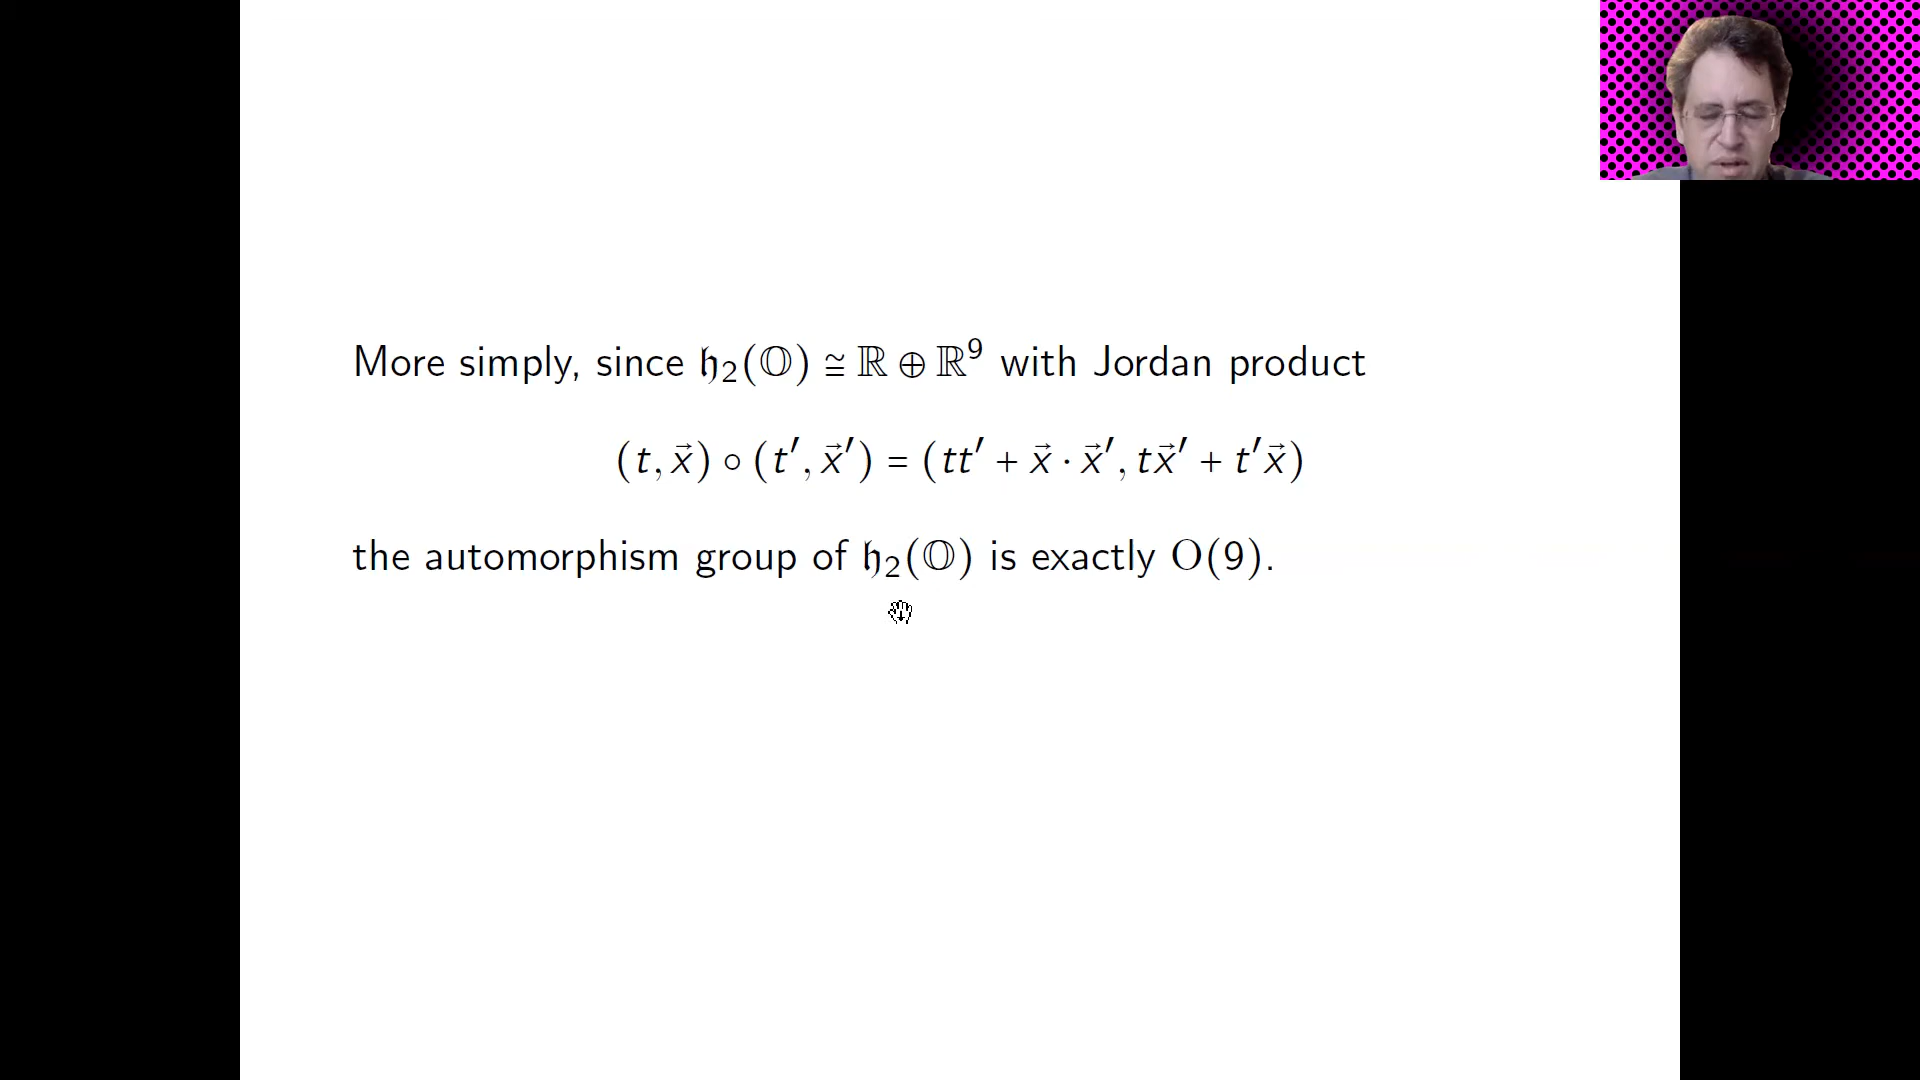 More simply, since 𝔥₂(𝕆) ≅ ℝ ⊕ ℝ⁹ with Jordan product
(t, x⃗) ∘ (t′, x⃗′) = (tt′ + x⃗ · x⃗′, tx⃗′ + t′x⃗)
the automorphism group of 𝔥₂(𝕆) is exactly O(9).